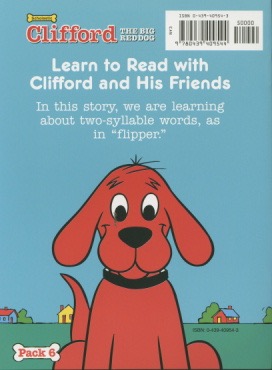 Clifford
THE BIG
RED DOG
Learn to Read with
Clifford and His Friends
In this story, we are learning
about two-syllable words, as
in “flipper.”
Pack 6